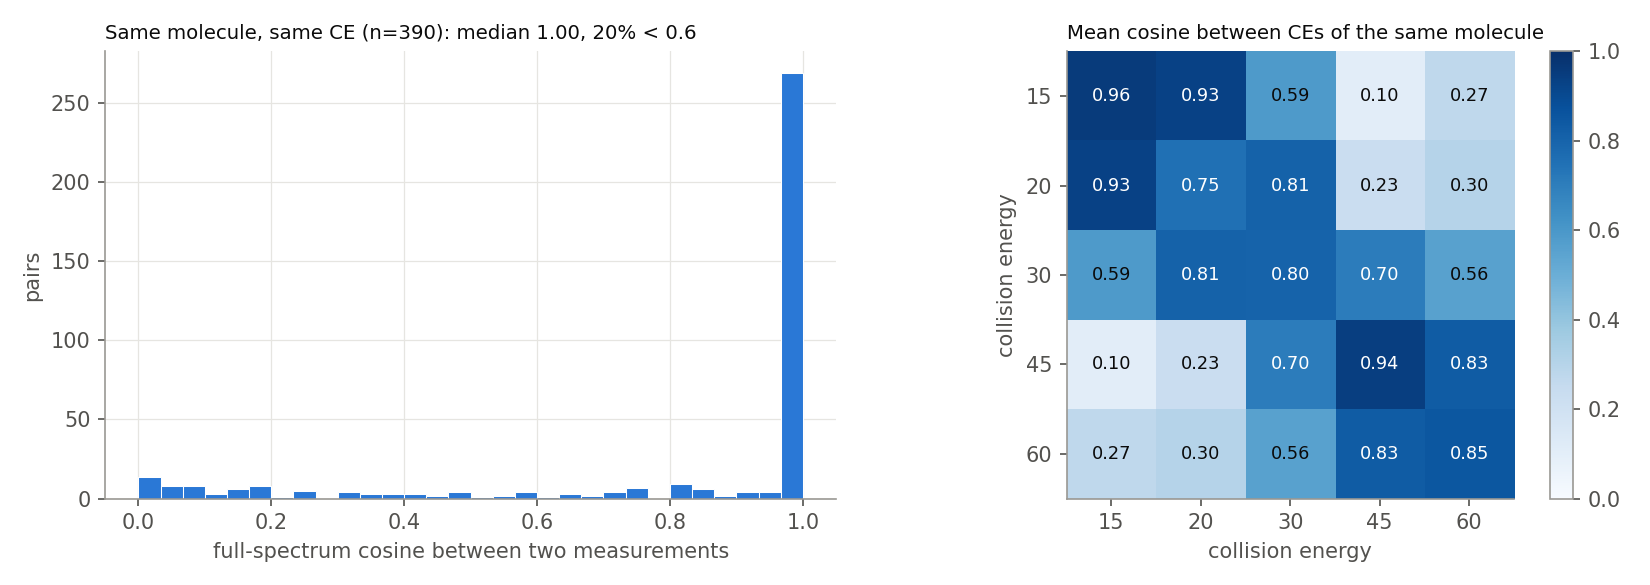 Same molecule, same CE (n=390): median 1.00, 20% < 0.6
250
200
150
100
50
0
pairs
0.0 0.2 0.4 0.6 0.8 1.0
full-spectrum cosine between two measurements
Mean cosine between CEs of the same molecule
collision energy
15 0.96 0.93 0.59 0.10 0.27
20 0.93 0.75 0.81 0.23 0.30
30 0.59 0.81 0.80 0.70 0.56
45 0.10 0.23 0.70 0.94 0.83
60 0.27 0.30 0.56 0.83 0.85
15 20 30 45 60
collision energy
1.0
0.8
0.6
0.4
0.2
0.0